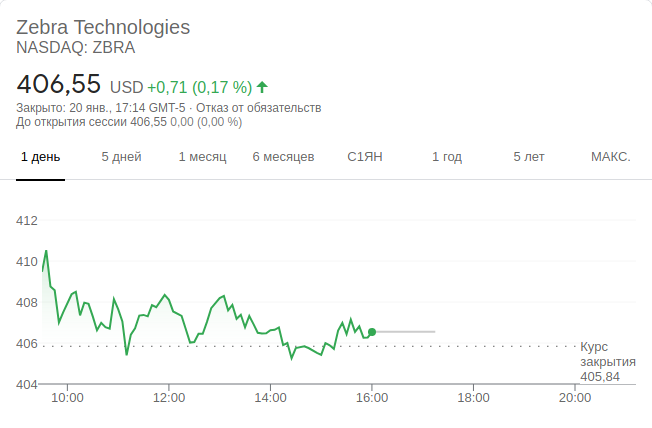 Zebra Technologies
NASDAQ: ZBRA
406,55 USD +0,71 (0,17 %)
Закрыто: 20 янв., 17:14 GMT-5 · Отказ от обязательств
До открытия сессии 406,55 0,00 (0,00 %)
1 день 5 дней 1 месяц 6 месяцев С1ЯН 1 год 5 лет МАКС.
412
410
408
406
Курс
закрытия
405,84
404
10:00 12:00 14:00 16:00 18:00 20:00